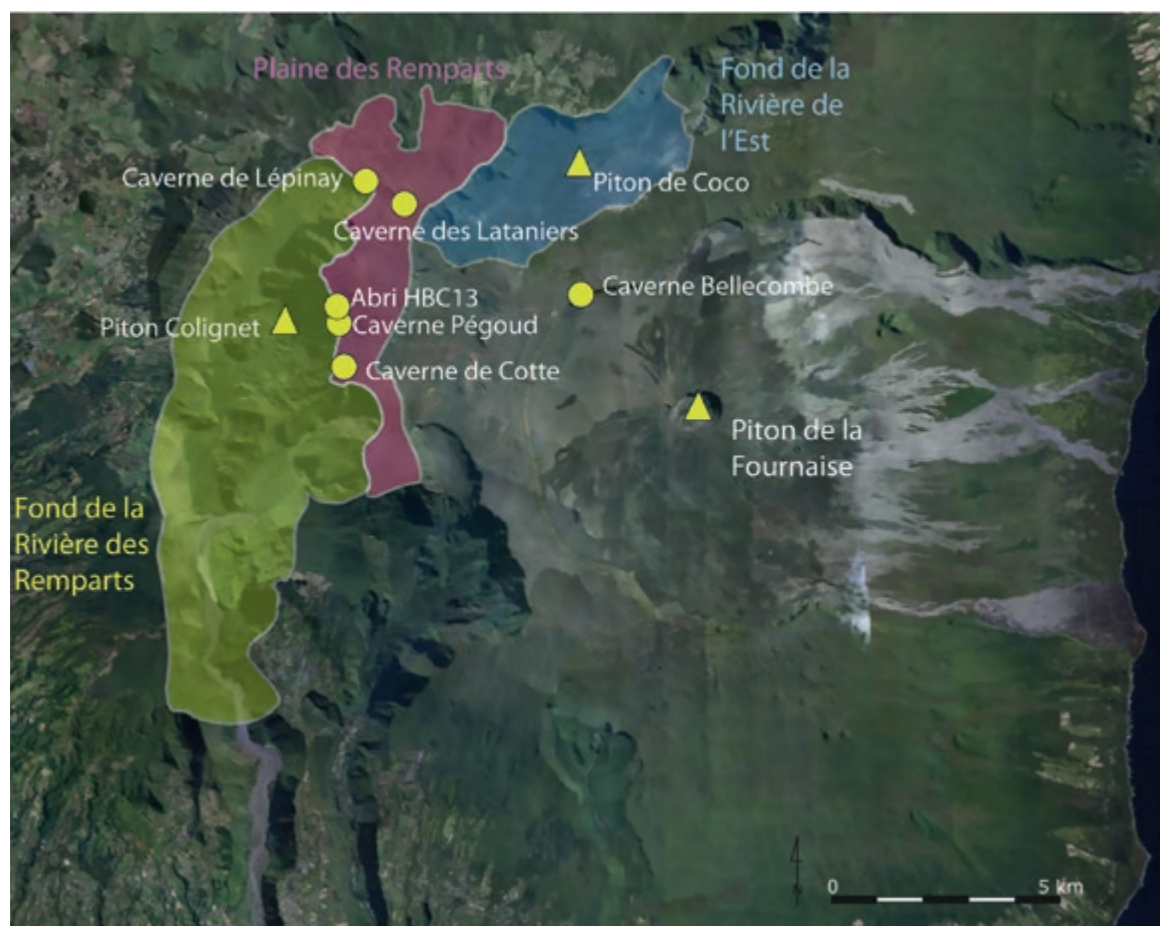 Plaine des Remparts
Fond de la
Rivière de
l'Est
Caverne de Lépinay
Piton de Coco
Caverne des Lataniers
Caverne Bellecombe
Abri HBC13
Piton Colignet
Caverne Pégoud
Caverne de Cotte
Piton de la
Fournaise
Fond de la
Rivière des
Remparts
0 5 km